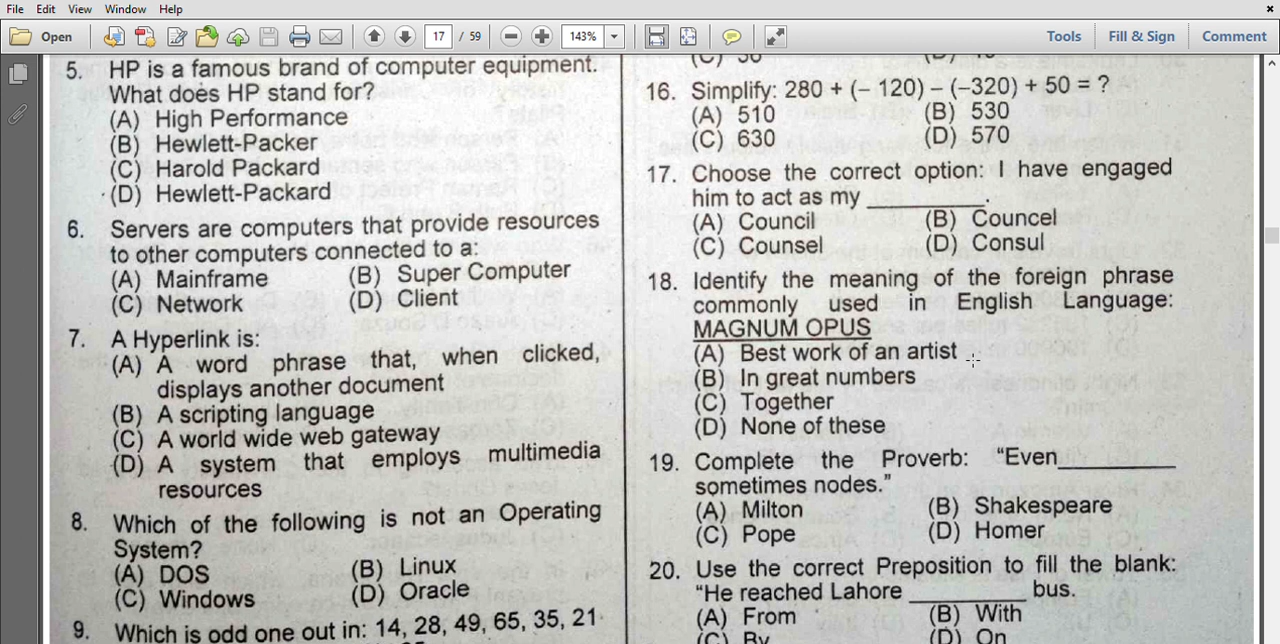 File Edit View Window Help
Open 17 / 59 143% Tools Fill & Sign Comment
5. HP is a famous brand of computer equipment.
What does HP stand for?
(A) High Performance
(B) Hewlett-Packer
(C) Harold Packard
(D) Hewlett-Packard
6. Servers are computers that provide resources
to other computers connected to a:
(A) Mainframe (B) Super Computer
(C) Network (D) Client
7. A Hyperlink is:
(A) A word phrase that, when clicked,
displays another document
(B) A scripting language
(C) A world wide web gateway
(D) A system that employs multimedia
resources
8. Which of the following is not an Operating
System?
(A) DOS (B) Linux
(C) Windows (D) Oracle
9. Which is odd one out in: 14, 28, 49, 65, 35, 21
16. Simplify: 280 + (– 120) – (–320) + 50 = ?
(A) 510 (B) 530
(C) 630 (D) 570
17. Choose the correct option: I have engaged
him to act as my ________.
(A) Council (B) Councel
(C) Counsel (D) Consul
18. Identify the meaning of the foreign phrase
commonly used in English Language:
MAGNUM OPUS
(A) Best work of an artist
(B) In great numbers
(C) Together
(D) None of these
19. Complete the Proverb: “Even________
sometimes nodes.”
(A) Milton (B) Shakespeare
(C) Pope (D) Homer
20. Use the correct Preposition to fill the blank:
“He reached Lahore ________ bus.
(A) From (B) With
(C) By (D) On